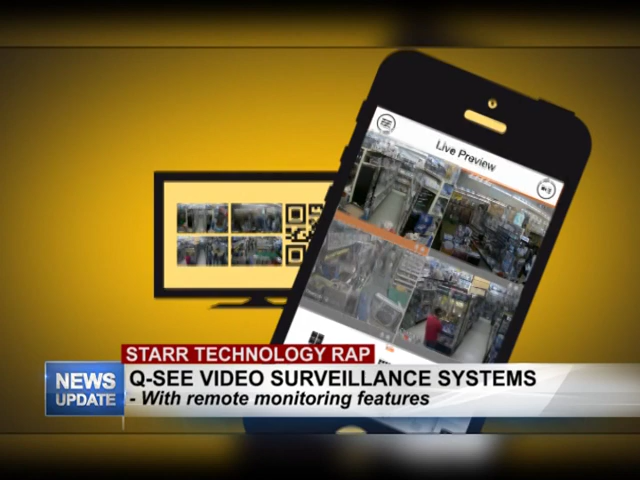 Live Preview
STARR TECHNOLOGY RAP
NEWS
UPDATE
Q-SEE VIDEO SURVEILLANCE SYSTEMS
- With remote monitoring features